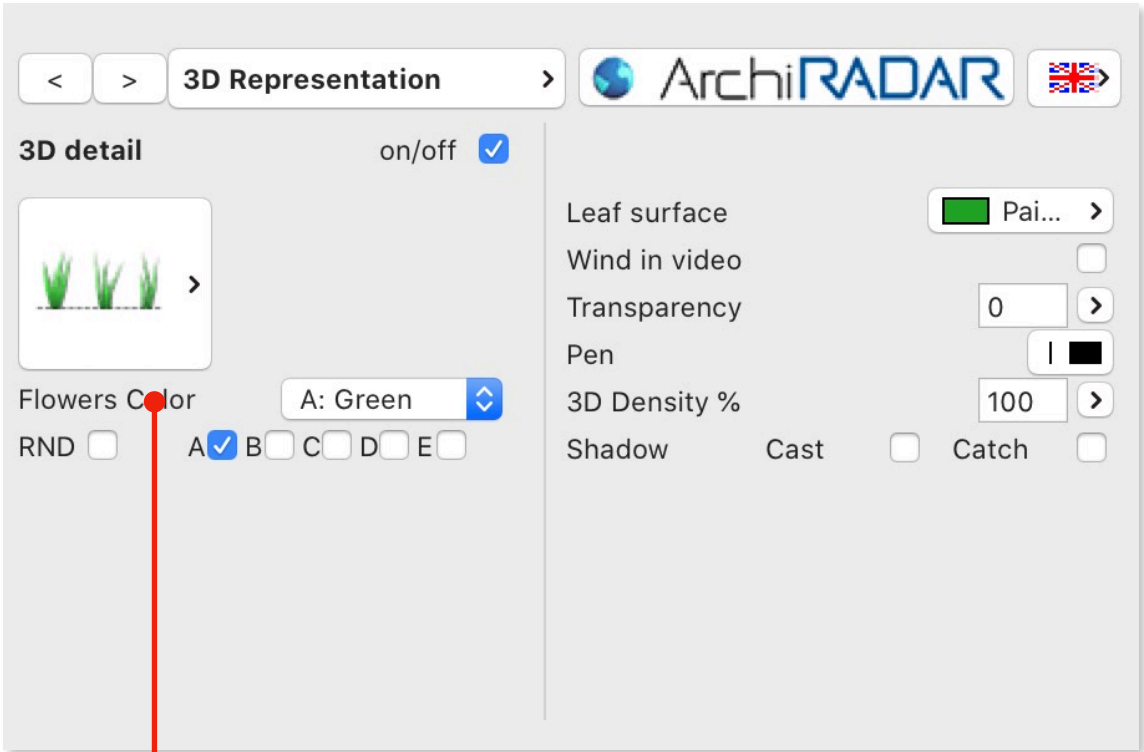 < > 3D Representation > ArchiRADAR >
3D detail on/off
>
Flowers Color A: Green
RND A B C D E
Leaf surface Pai... >
Wind in video
Transparency 0 >
Pen
3D Density % 100 >
Shadow Cast Catch